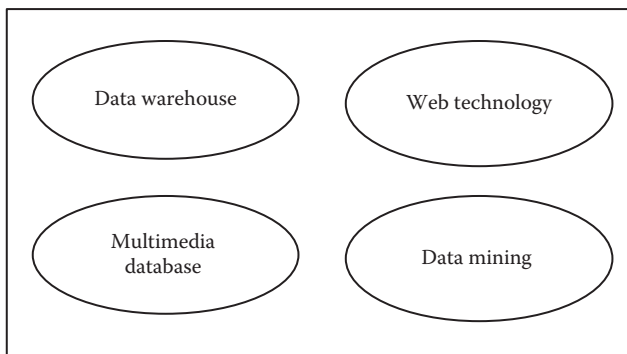 Data warehouse
Web technology
Multimedia
database
Data mining